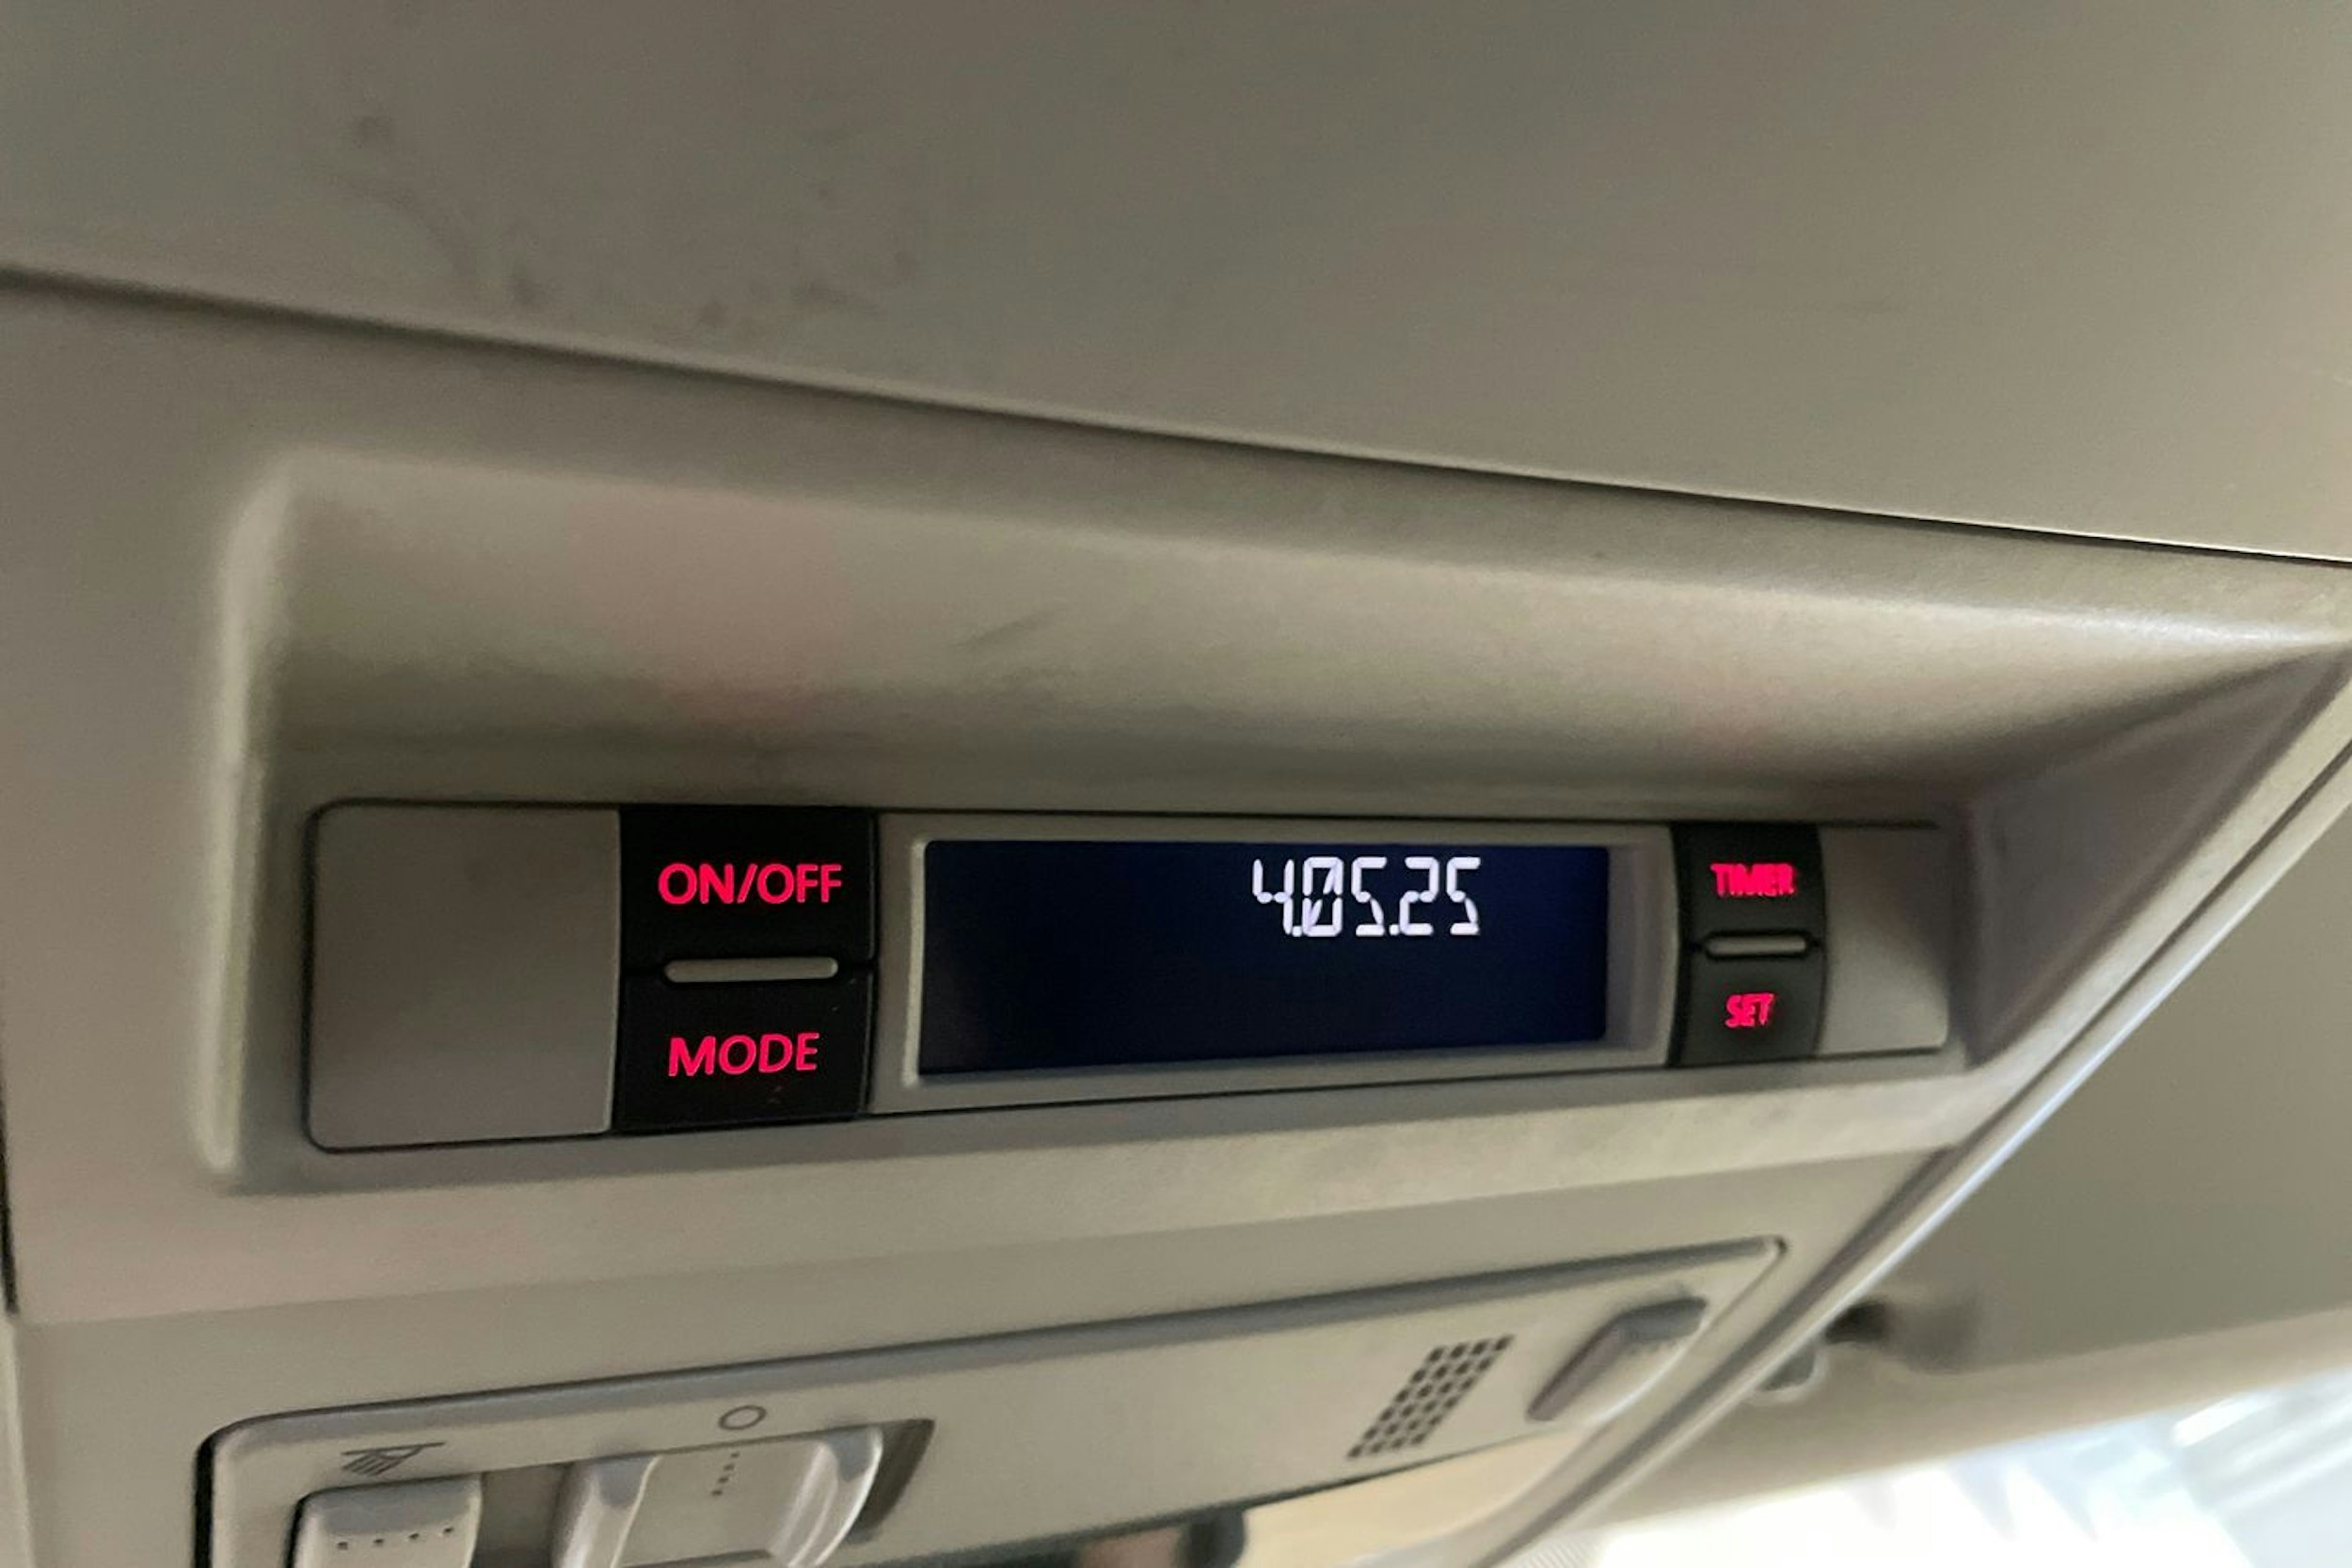 ON/OFF
MODE
4.05.25
TIMER
SET